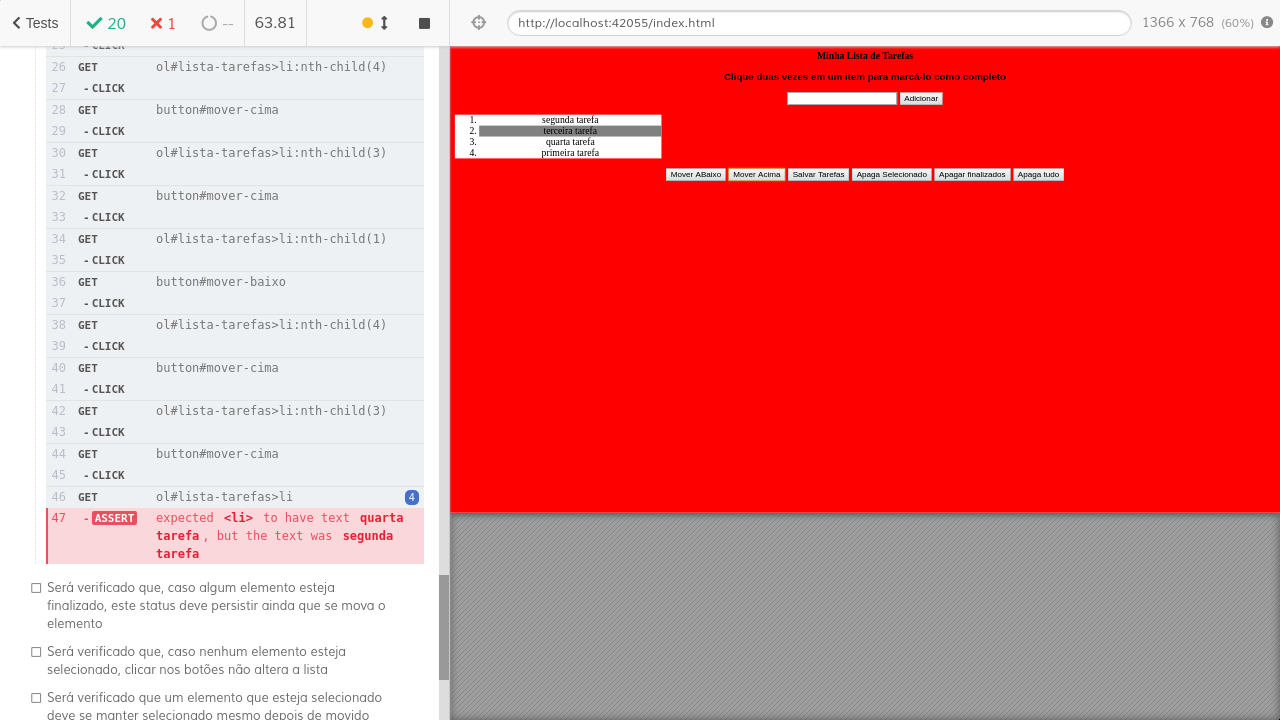 Tests
20
1
--
63.81
http://localhost:42055/index.html
1366 x 768 (60%)
- CLICK
26 GET ol#lista-tarefas>li:nth-child(4)
27 - CLICK
28 GET button#mover-cima
29 - CLICK
30 GET ol#lista-tarefas>li:nth-child(3)
31 - CLICK
32 GET button#mover-cima
33 - CLICK
34 GET ol#lista-tarefas>li:nth-child(1)
35 - CLICK
36 GET button#mover-baixo
37 - CLICK
38 GET ol#lista-tarefas>li:nth-child(4)
39 - CLICK
40 GET button#mover-cima
41 - CLICK
42 GET ol#lista-tarefas>li:nth-child(3)
43 - CLICK
44 GET button#mover-cima
45 - CLICK
46 GET ol#lista-tarefas>li 4
47 - ASSERT expected <li> to have text quarta
tarefa, but the text was segunda
tarefa
Será verificado que, caso algum elemento esteja
finalizado, este status deve persistir ainda que se mova o
elemento
Será verificado que, caso nenhum elemento esteja
selecionado, clicar nos botões não altera a lista
Será verificado que um elemento que esteja selecionado
deve se manter selecionado mesmo depois de movido
Minha Lista de Tarefas
Clique duas vezes em um item para marcá-lo como completo
Adicionar
1. segunda tarefa
2. terceira tarefa
3. quarta tarefa
4. primeira tarefa
Mover ABaixo Mover Acima Salvar Tarefas Apaga Selecionado Apagar finalizados Apaga tudo